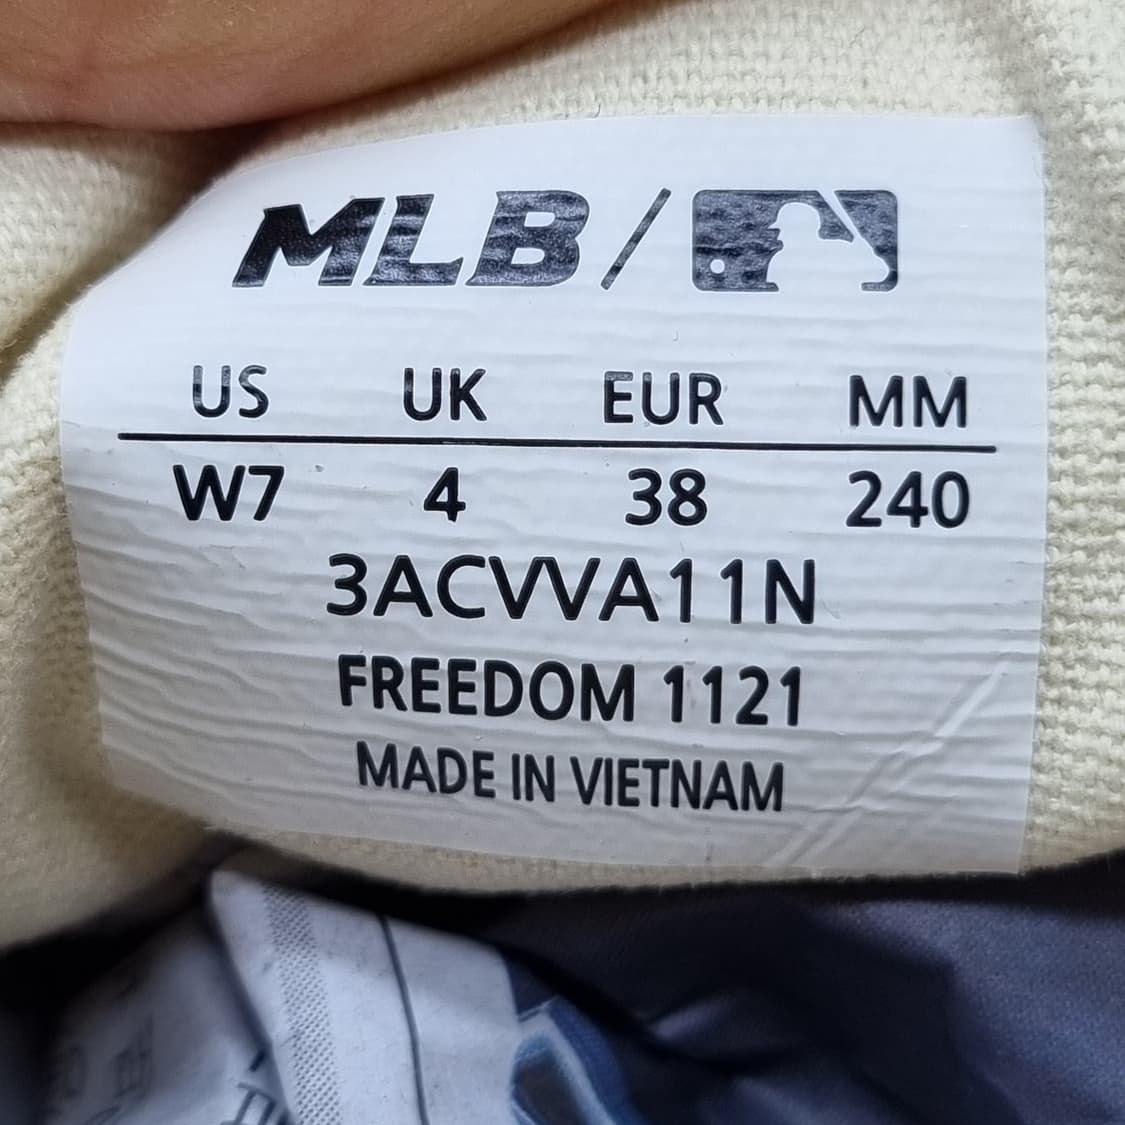 MLB /
US UK EUR MM
W7 4 38 240
3ACVVA11N
FREEDOM 1121
MADE IN VIETNAM